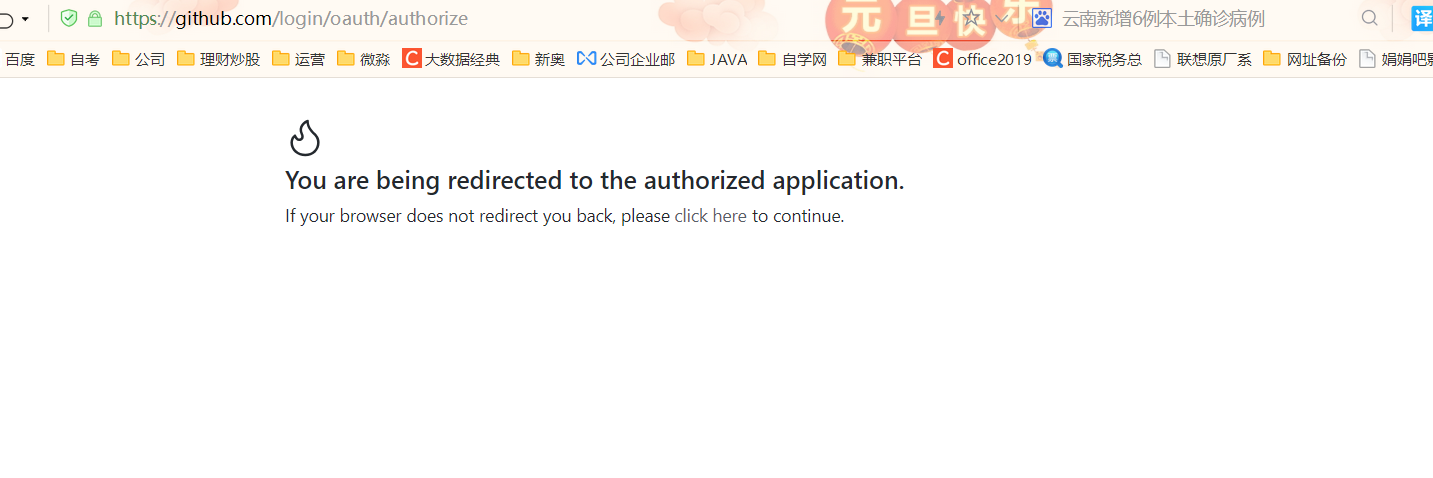 https://github.com/login/oauth/authorize 元旦快乐 云南新增6例本土确诊病例 译
百度 自考 公司 理财炒股 运营 微淼 大数据经典 新奥 公司企业邮 JAVA 自学网 兼职平台 office2019 国家税务总 联想原厂系 网址备份 娟娟吧
You are being redirected to the authorized application.
If your browser does not redirect you back, please click here to continue.